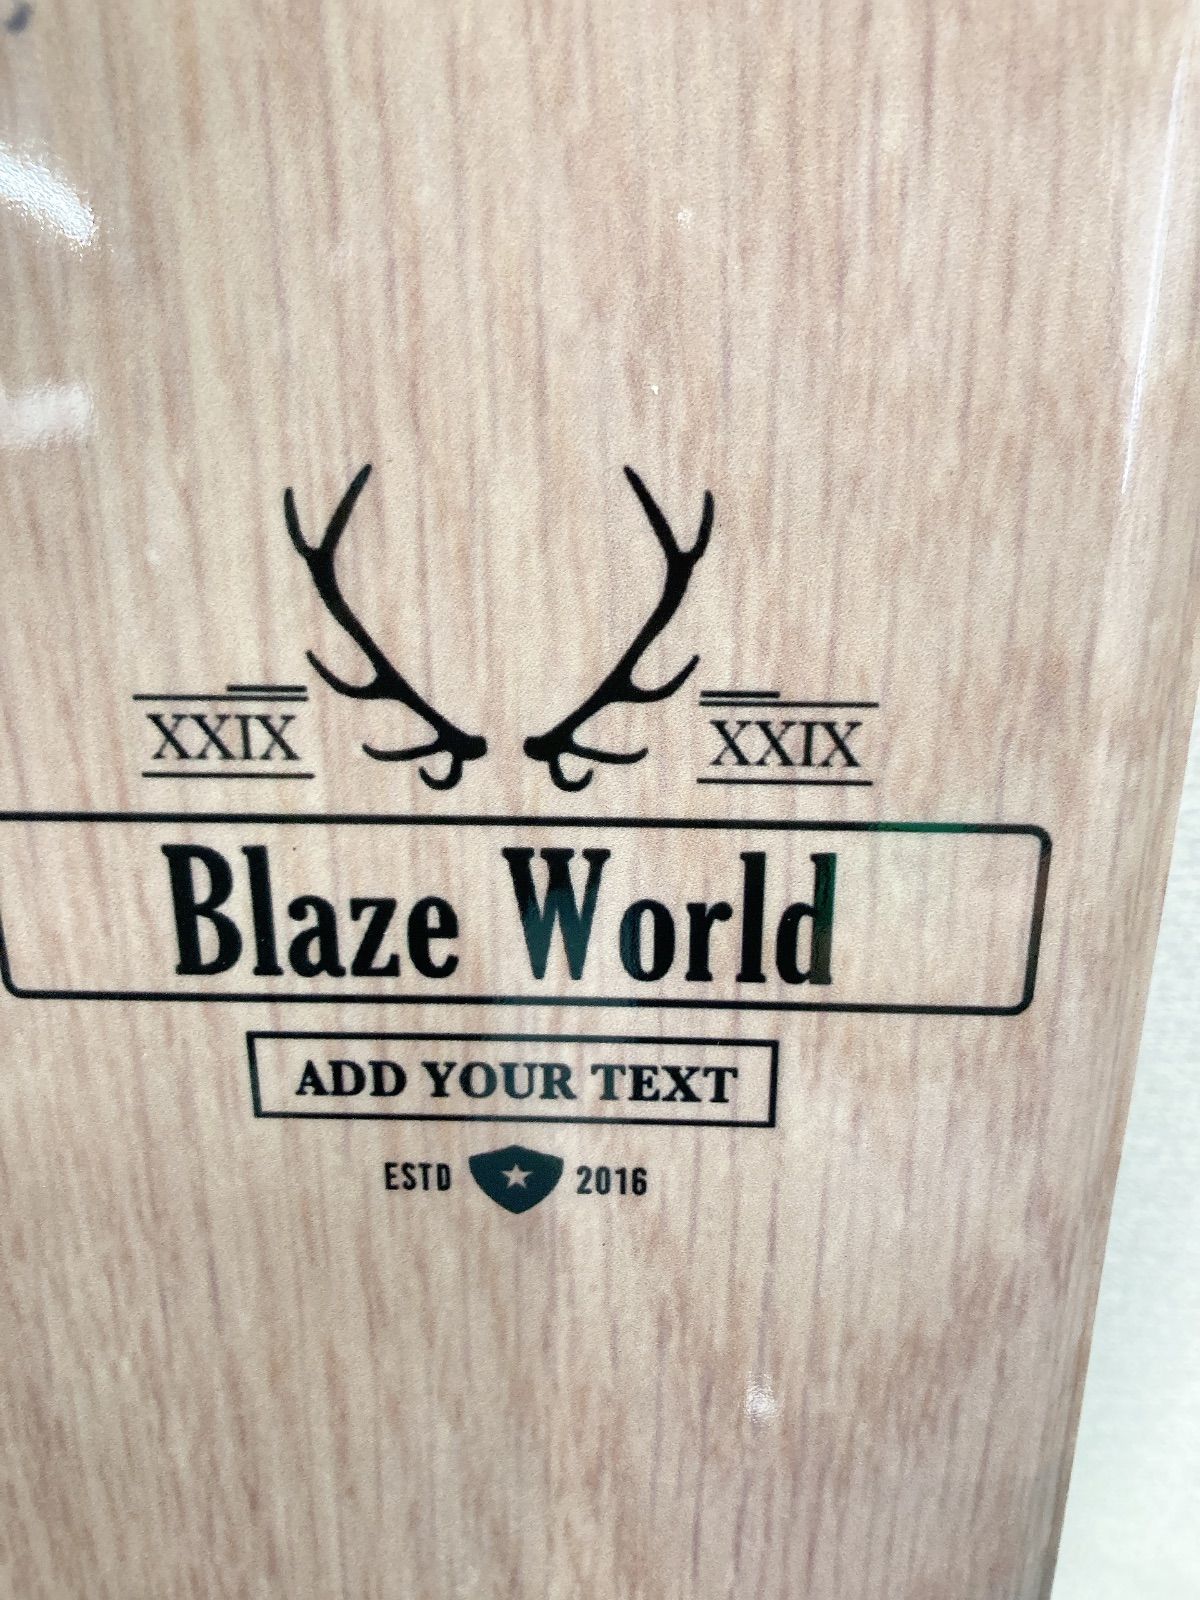 XXIX XXIX
Blaze World
ADD YOUR TEXT
ESTD 2016